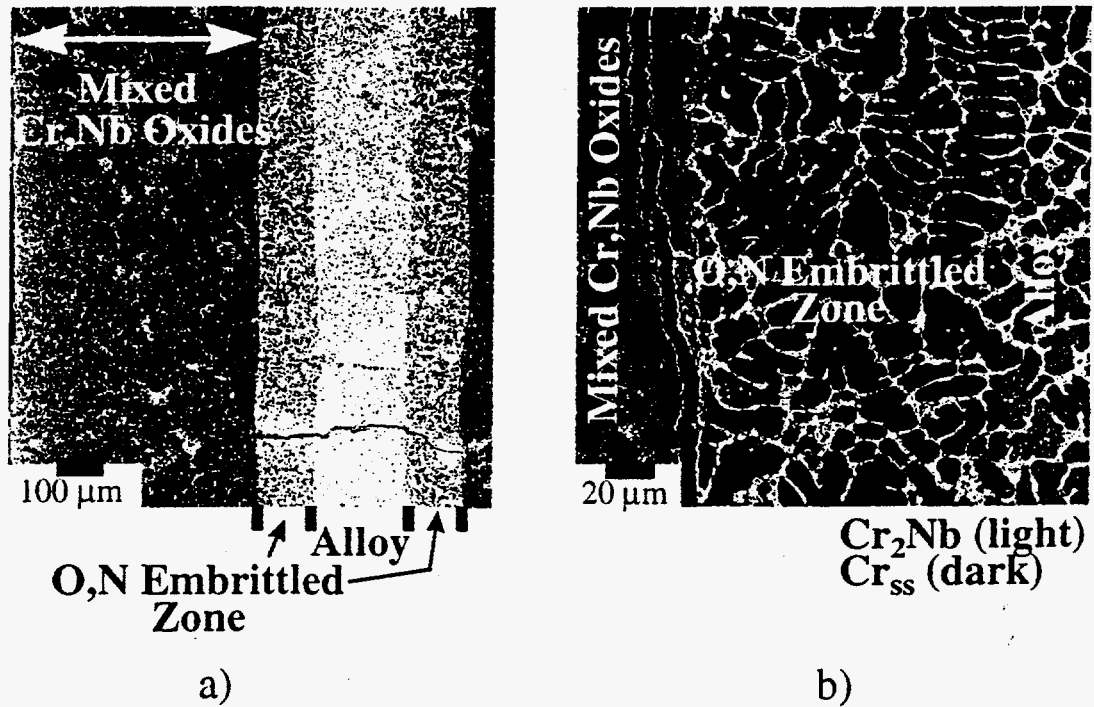 Mixed
Cr,Nb Oxides
100 µm
Alloy
O,N Embrittled
Zone
a)
Mixed Cr,Nb Oxides
O,N Embrittled
Zone
Alloy
20 µm
Cr₂Nb (light)
Crₛₛ (dark)
b)